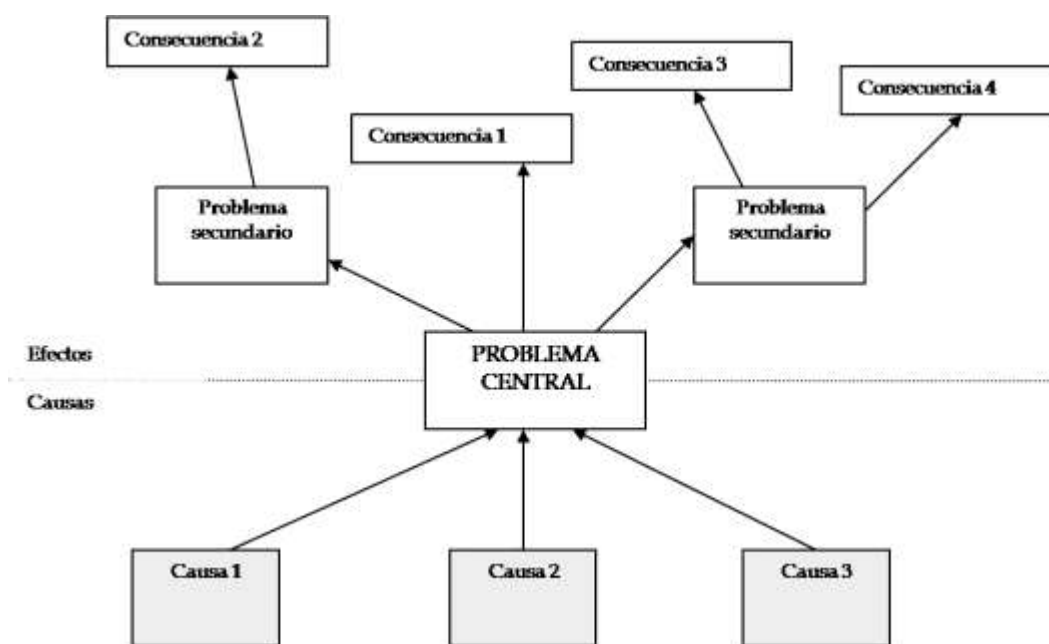 Consecuencia 2
Consecuencia 3
Consecuencia 4
Consecuencia 1
Problema
secundario
Problema
secundario
Efectos
PROBLEMA
CENTRAL
Causas
Causa 1
Causa 2
Causa 3